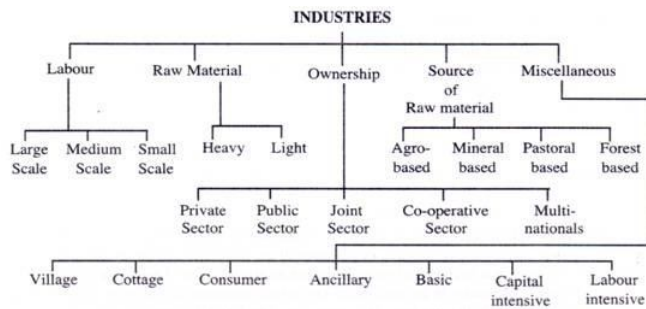 INDUSTRIES
Labour Raw Material Ownership Source Miscellaneous
of
Raw material
Large Medium Small Heavy Light Agro- Mineral Pastoral Forest
Scale Scale Scale based based based based
Private Public Joint Co-operative Multi-
Sector Sector Sector Sector nationals
Village Cottage Consumer Ancillary Basic Capital Labour
intensive intensive